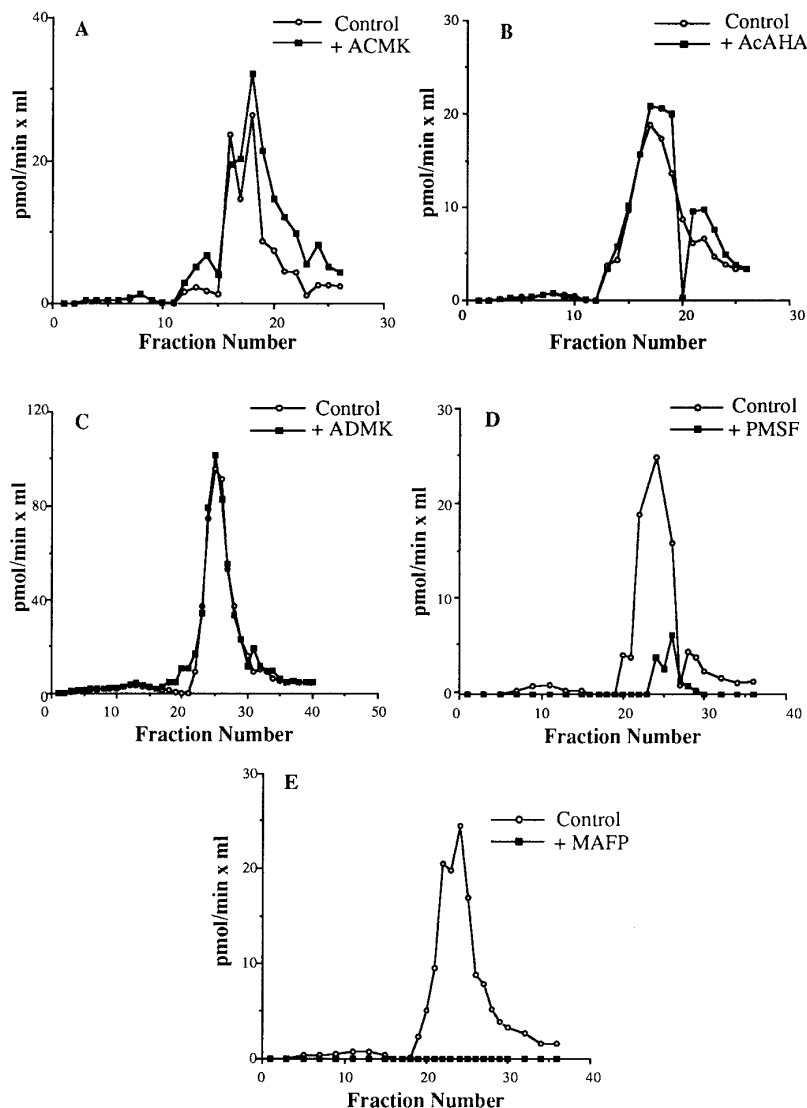 A
Control
+ ACMK
40
20
0
0
10
20
30
pmol/min x ml
Fraction Number
B
Control
+ AcAHA
30
20
10
0
0
10
20
30
pmol/min x ml
Fraction Number
C
Control
+ ADMK
120
80
40
0
0
10
20
30
40
50
pmol/min x ml
Fraction Number
D
Control
+ PMSF
30
20
10
0
0
10
20
30
40
pmol/min x ml
Fraction Number
E
Control
+ MAFP
30
20
10
0
0
10
20
30
40
pmol/min x ml
Fraction Number